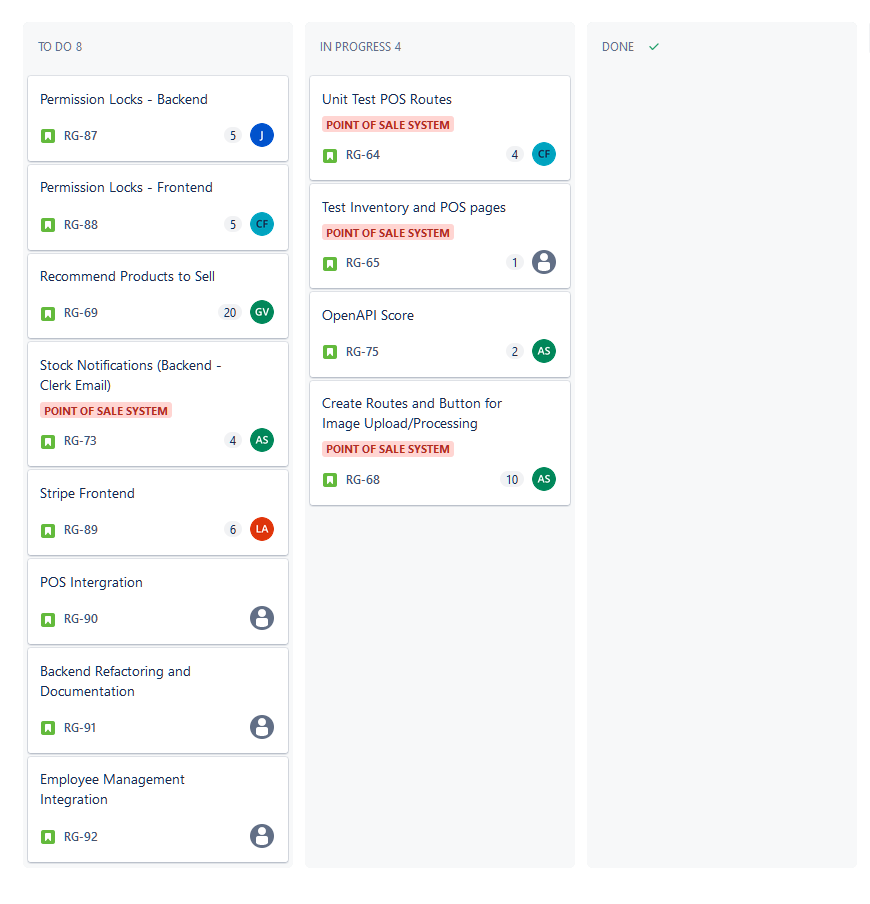 TO DO 8
Permission Locks - Backend
RG-87 5 J
Permission Locks - Frontend
RG-88 5 CF
Recommend Products to Sell
RG-69 20 GV
Stock Notifications (Backend -
Clerk Email)
POINT OF SALE SYSTEM
RG-73 4 AS
Stripe Frontend
RG-89 6 LA
POS Intergration
RG-90
Backend Refactoring and
Documentation
RG-91
Employee Management
Integration
RG-92
IN PROGRESS 4
Unit Test POS Routes
POINT OF SALE SYSTEM
RG-64 4 CF
Test Inventory and POS pages
POINT OF SALE SYSTEM
RG-65 1
OpenAPI Score
RG-75 2 AS
Create Routes and Button for
Image Upload/Processing
POINT OF SALE SYSTEM
RG-68 10 AS
DONE